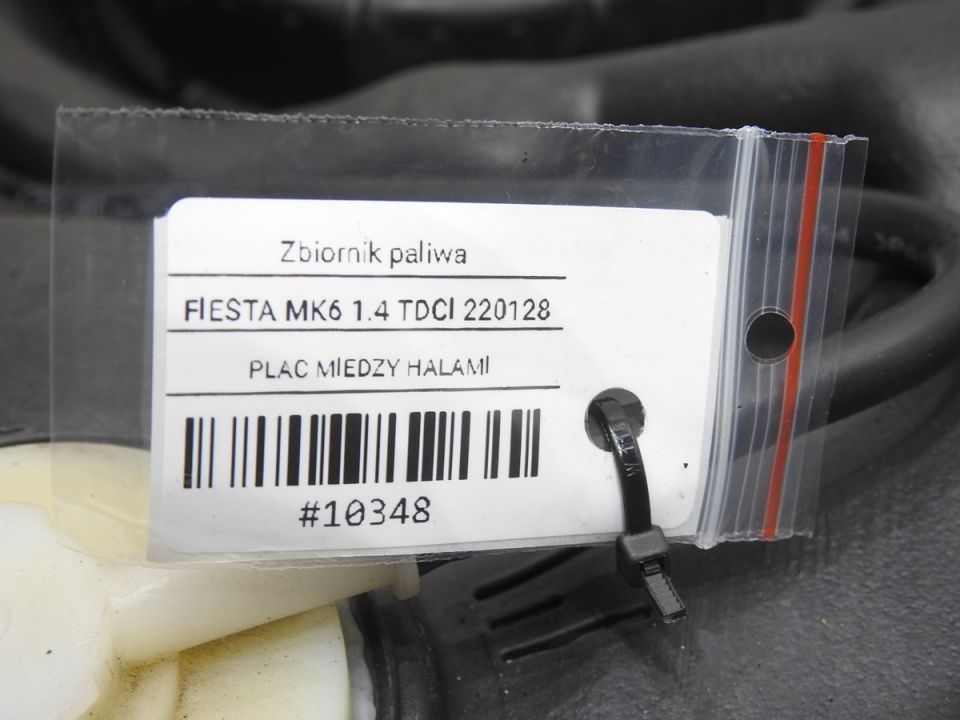 Zbiornik paliwa
FIESTA MK6 1.4 TDCI 220128
PLAC MIEDZY HALAMI
#10348